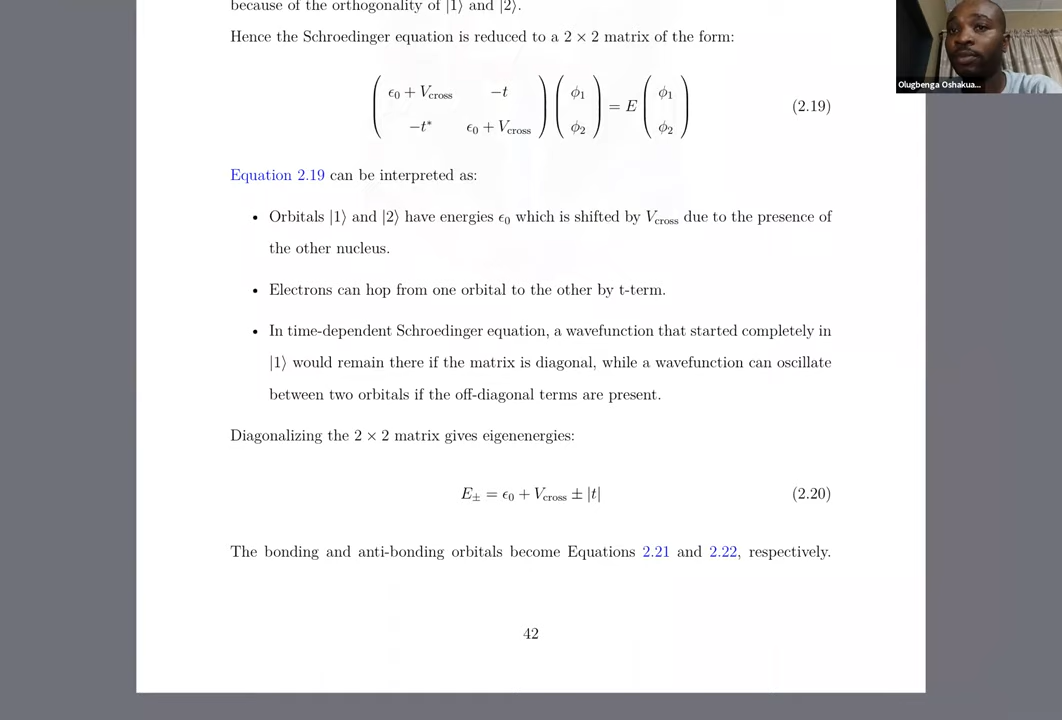 because of the orthogonality of |1⟩ and |2⟩.
Hence the Schroedinger equation is reduced to a 2 × 2 matrix of the form:
( ϵ₀ + V_cross   −t ) ( ϕ₁ ) = E ( ϕ₁ )   (2.19)
( −t*   ϵ₀ + V_cross ) ( ϕ₂ )     ( ϕ₂ )
Equation 2.19 can be interpreted as:
• Orbitals |1⟩ and |2⟩ have energies ϵ₀ which is shifted by V_cross due to the presence of
the other nucleus.
• Electrons can hop from one orbital to the other by t-term.
• In time-dependent Schroedinger equation, a wavefunction that started completely in
|1⟩ would remain there if the matrix is diagonal, while a wavefunction can oscillate
between two orbitals if the off-diagonal terms are present.
Diagonalizing the 2 × 2 matrix gives eigenenergies:
E± = ϵ₀ + V_cross ± |t|   (2.20)
The bonding and anti-bonding orbitals become Equations 2.21 and 2.22, respectively.
42
Olugbenga Oshakua...